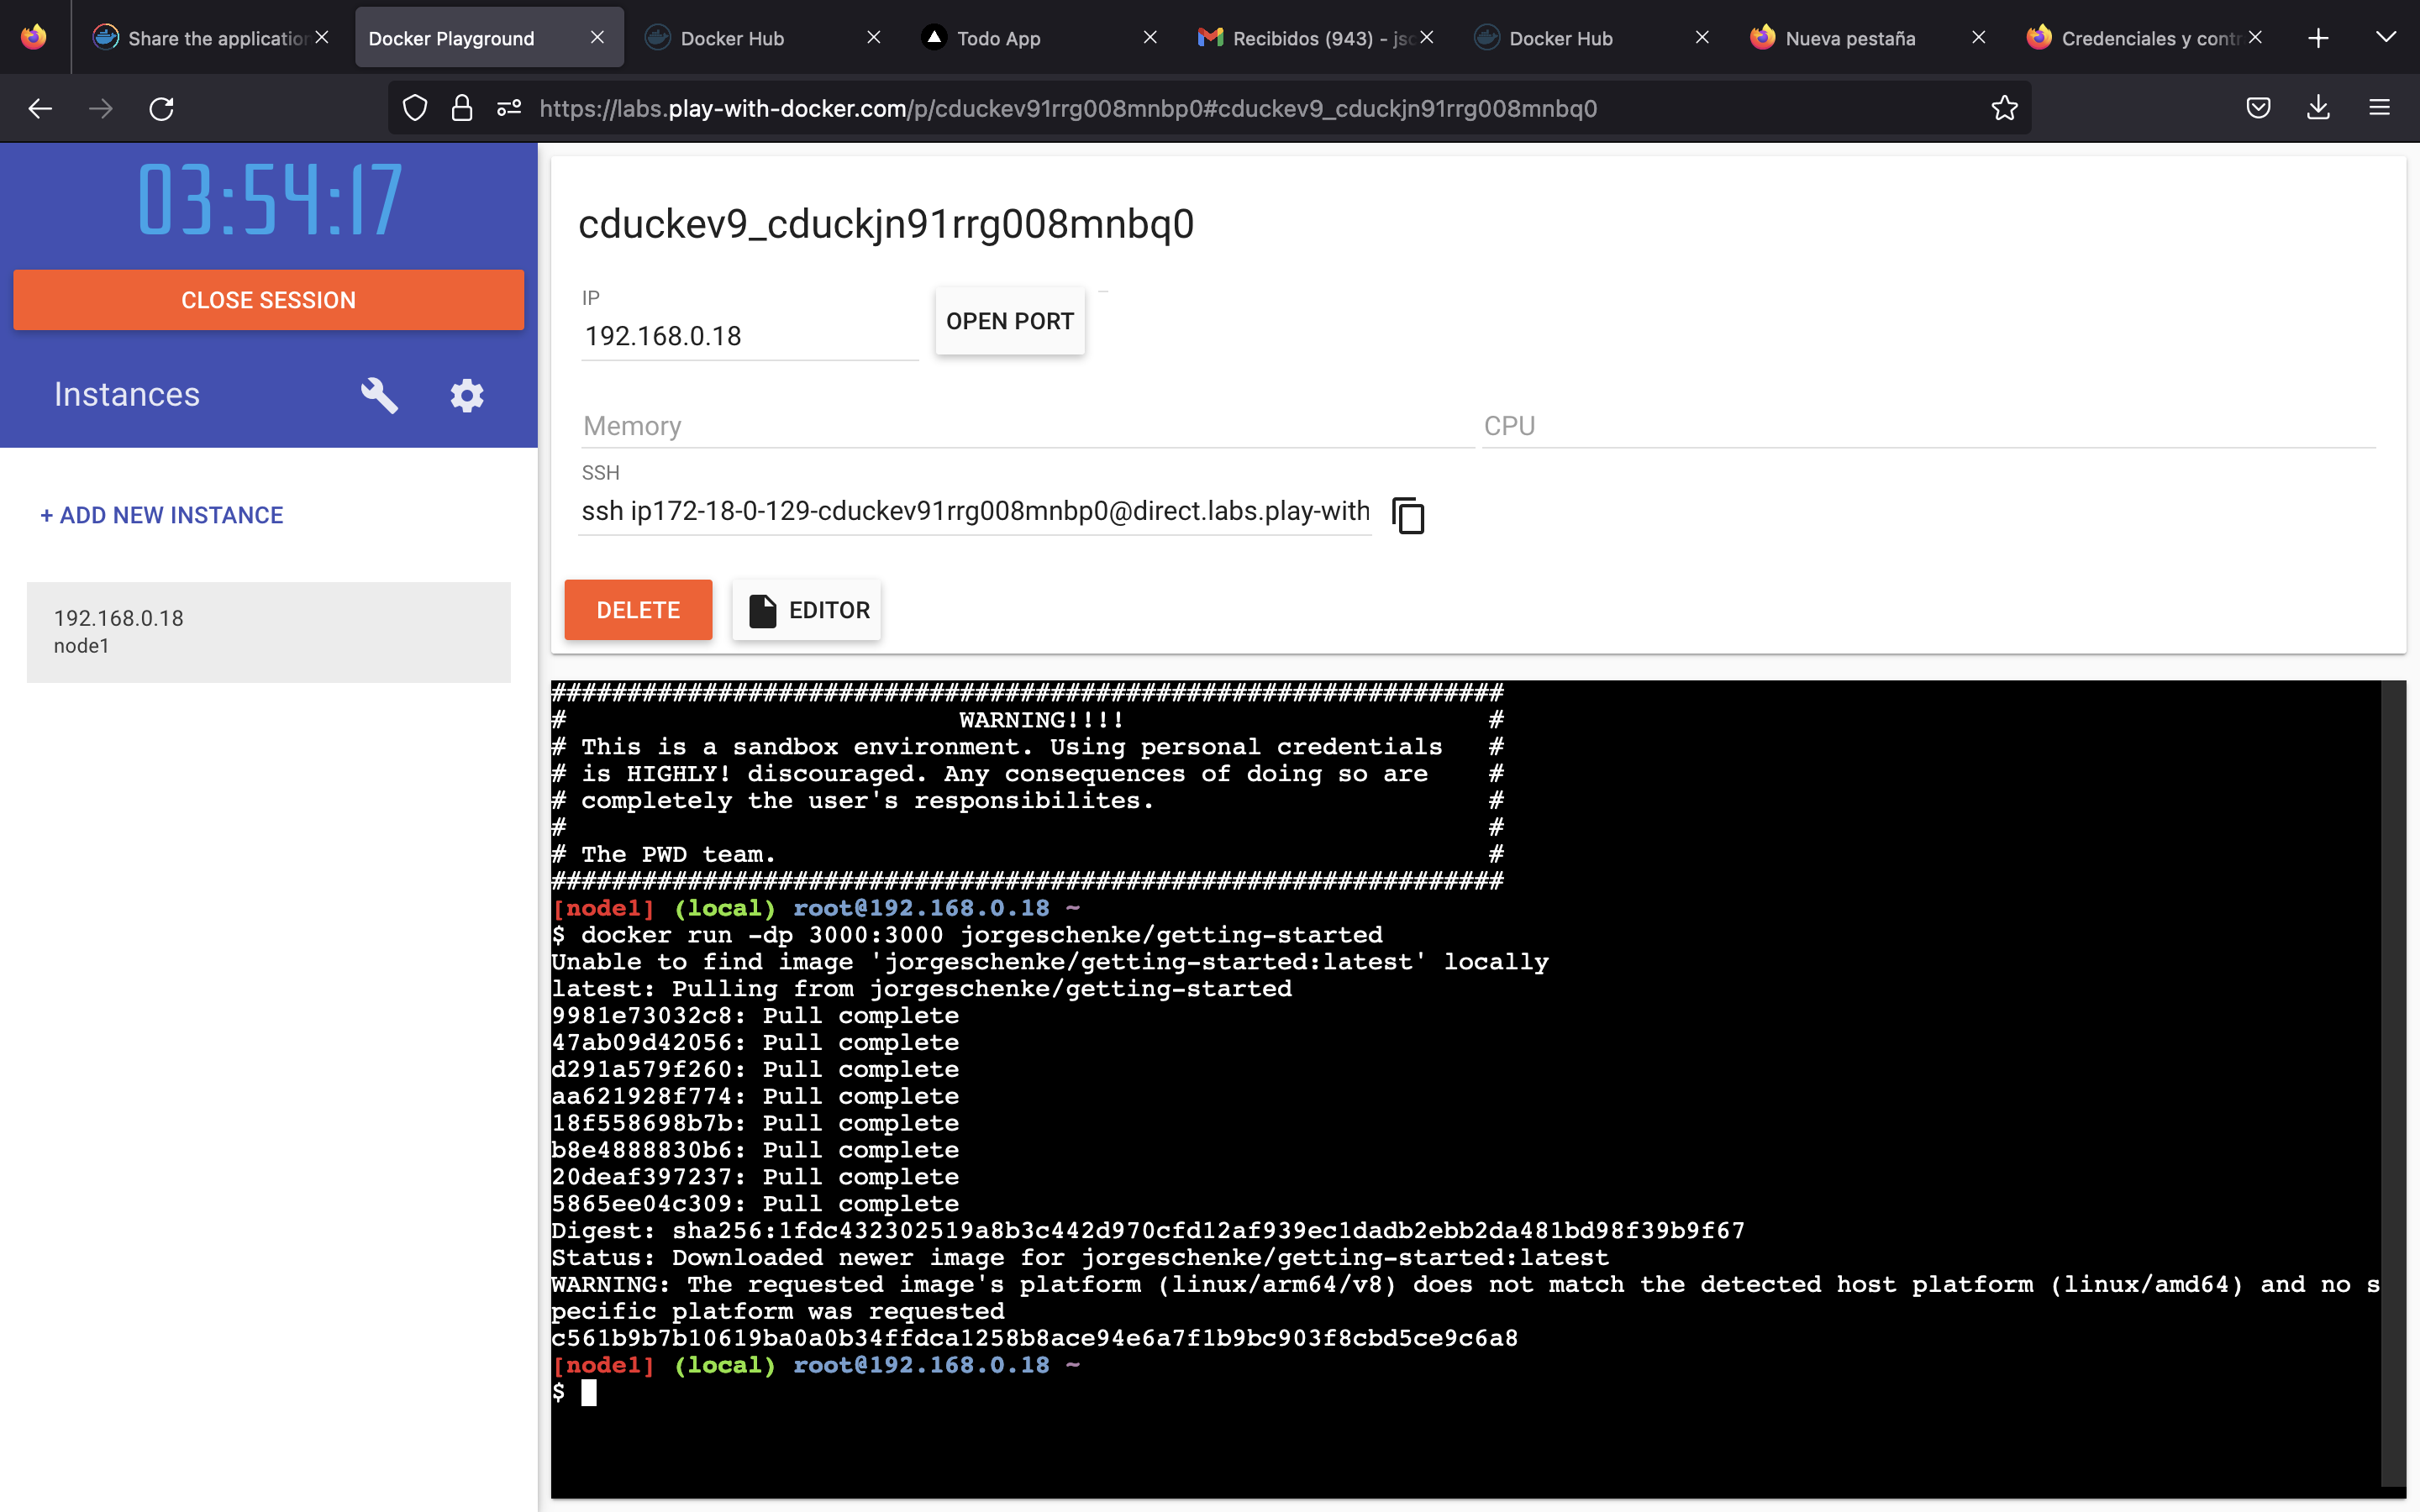 Share the application
Docker Playground
Docker Hub
Todo App
Recibidos (943) - jsc
Docker Hub
Nueva pestaña
Credenciales y contr
https://labs.play-with-docker.com/p/cduckev91rrg008mnbp0#cduckev9_cduckjn91rrg008mnbq0
03:54:17
CLOSE SESSION
Instances
+ ADD NEW INSTANCE
192.168.0.18
node1
cduckev9_cduckjn91rrg008mnbq0
IP
192.168.0.18
OPEN PORT
Memory
CPU
SSH
ssh ip172-18-0-129-cduckev91rrg008mnbp0@direct.labs.play-with
DELETE
EDITOR
###############################################################
#                          WARNING!!!!                        #
# This is a sandbox environment. Using personal credentials   #
# is HIGHLY! discouraged. Any consequences of doing so are    #
# completely the user's responsibilites.                      #
#                                                             #
# The PWD team.                                               #
###############################################################
[node1] (local) root@192.168.0.18 ~
$ docker run -dp 3000:3000 jorgeschenke/getting-started
Unable to find image 'jorgeschenke/getting-started:latest' locally
latest: Pulling from jorgeschenke/getting-started
9981e73032c8: Pull complete
47ab09d42056: Pull complete
d291a579f260: Pull complete
aa621928f774: Pull complete
18f558698b7b: Pull complete
b8e4888830b6: Pull complete
20deaf397237: Pull complete
5865ee04c309: Pull complete
Digest: sha256:1fdc432302519a8b3c442d970cfd12af939ec1dadb2ebb2da481bd98f39b9f67
Status: Downloaded newer image for jorgeschenke/getting-started:latest
WARNING: The requested image's platform (linux/arm64/v8) does not match the detected host platform (linux/amd64) and no s
pecific platform was requested
c561b9b7b10619ba0a0b34ffdca1258b8ace94e6a7f1b9bc903f8cbd5ce9c6a8
[node1] (local) root@192.168.0.18 ~
$